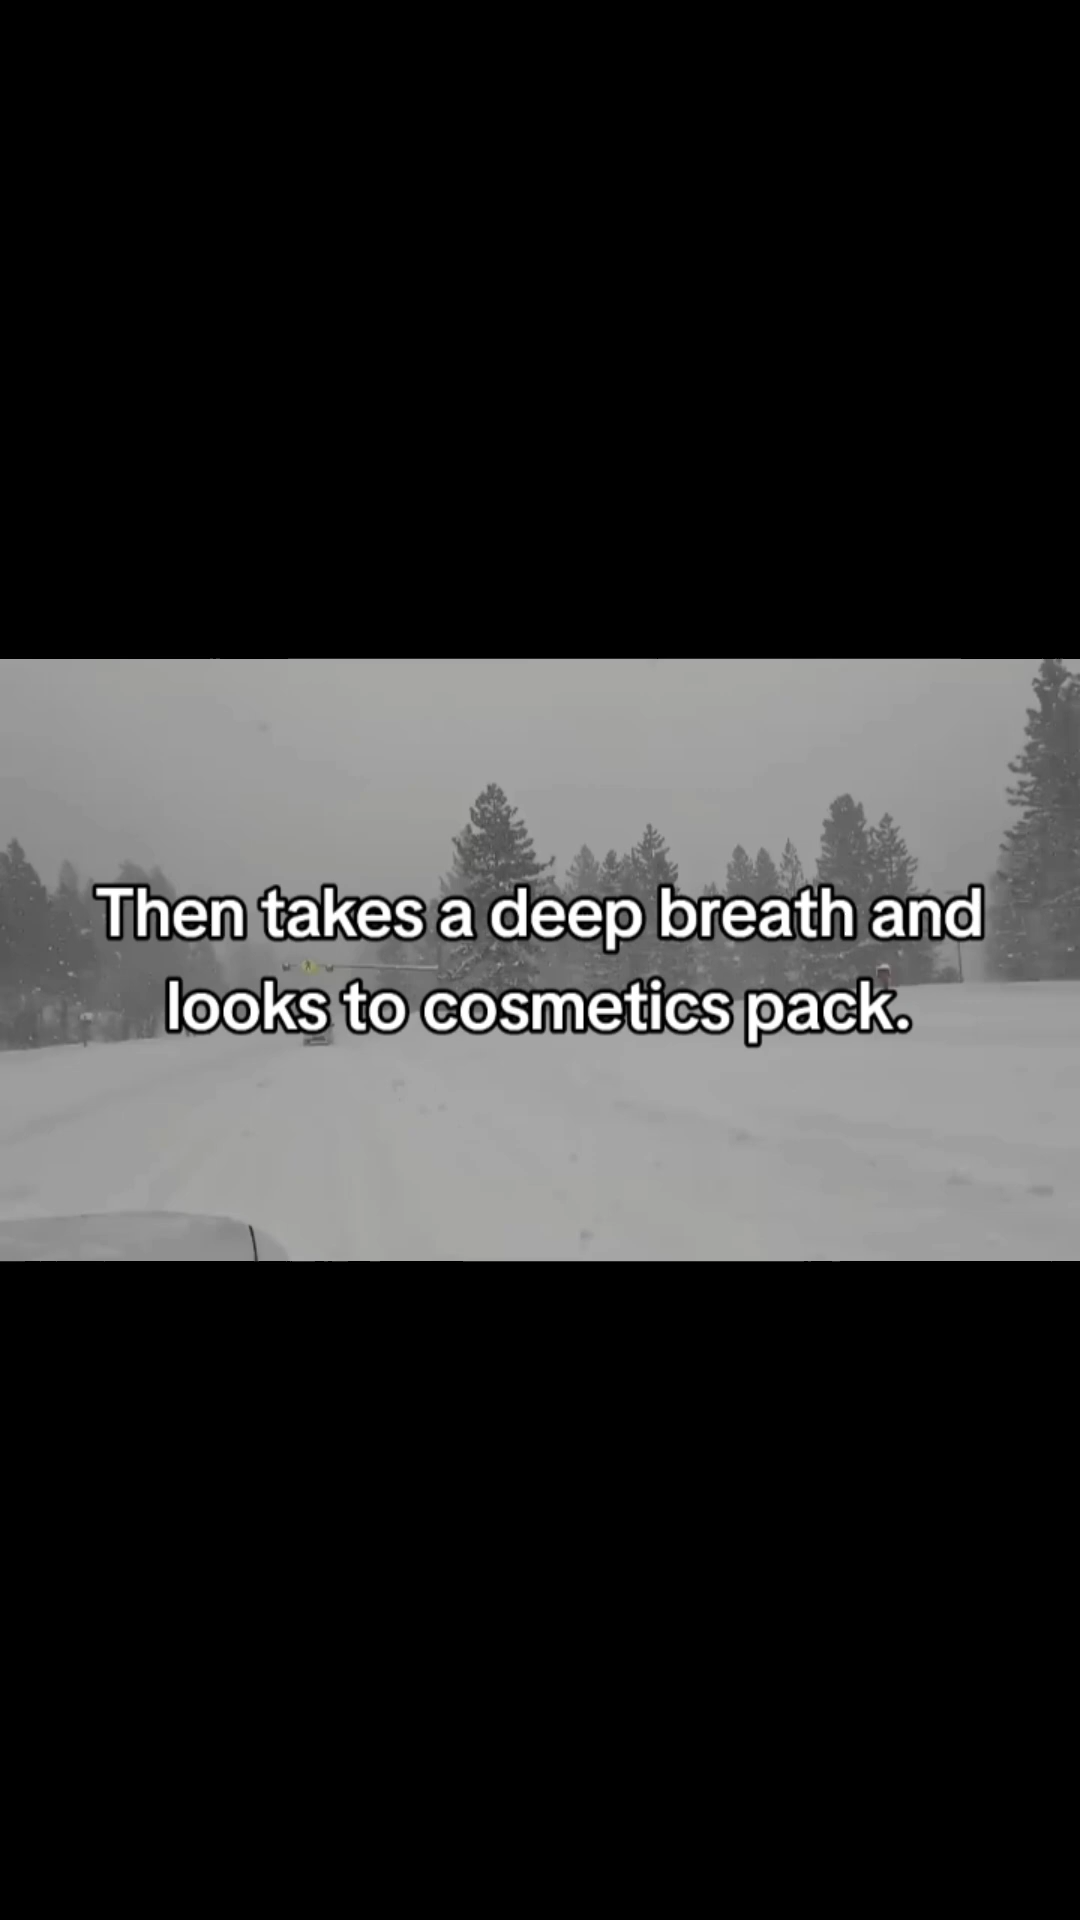 Then takes a deep breath and
looks to cosmetics pack.